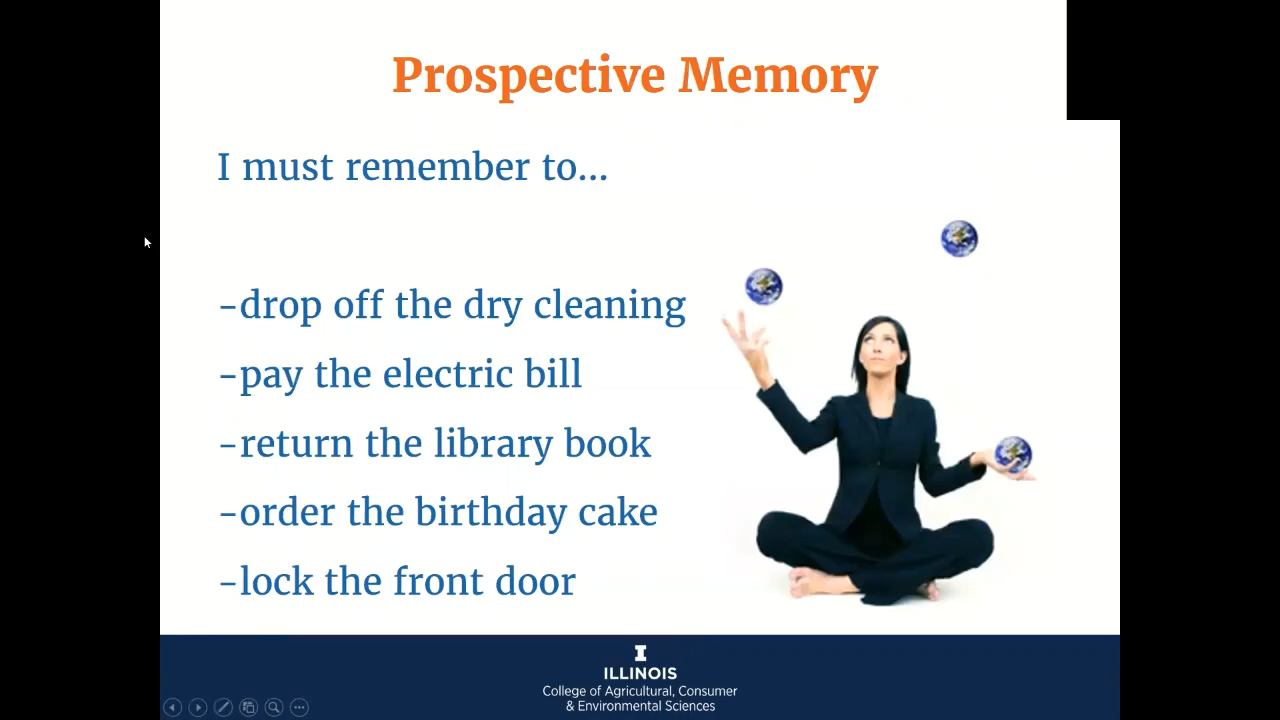 Prospective Memory
I must remember to...
-drop off the dry cleaning
-pay the electric bill
-return the library book
-order the birthday cake
-lock the front door
I
ILLINOIS
College of Agricultural, Consumer
& Environmental Sciences